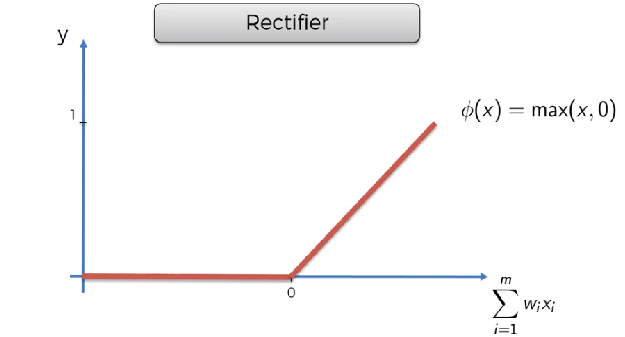 Rectifier
y
1
ϕ(x) = max(x, 0)
0
m
∑ wᵢxᵢ
i=1